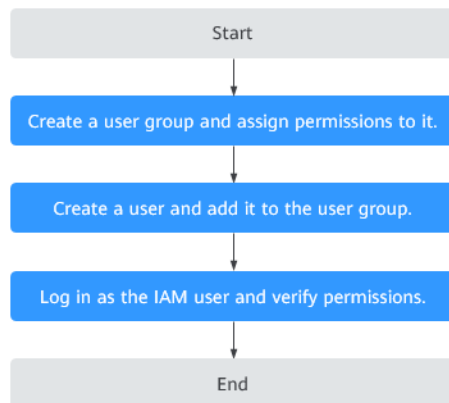 Start
Create a user group and assign permissions to it.
Create a user and add it to the user group.
Log in as the IAM user and verify permissions.
End